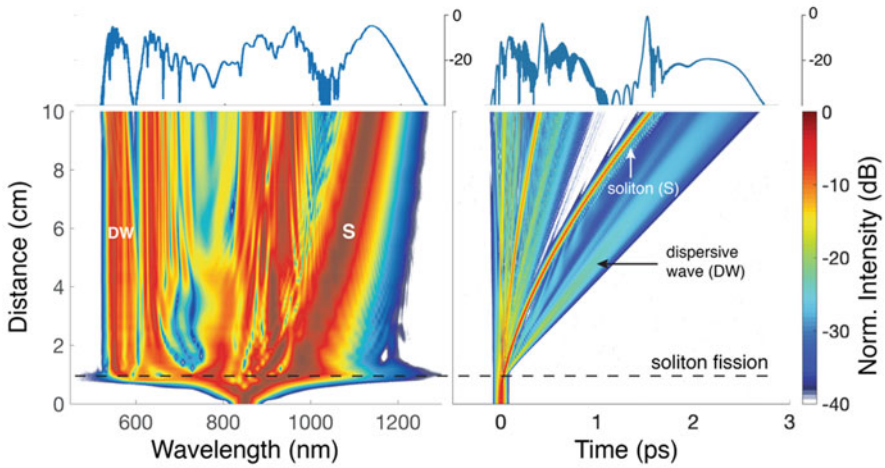 0
-20
0
-20
10
8
6
4
2
0
Distance (cm)
DW
S
600
800
1000
1200
Wavelength (nm)
soliton (S)
dispersive
wave (DW)
soliton fission
0
1
2
3
Time (ps)
0
-10
-20
-30
-40
Norm. Intensity (dB)